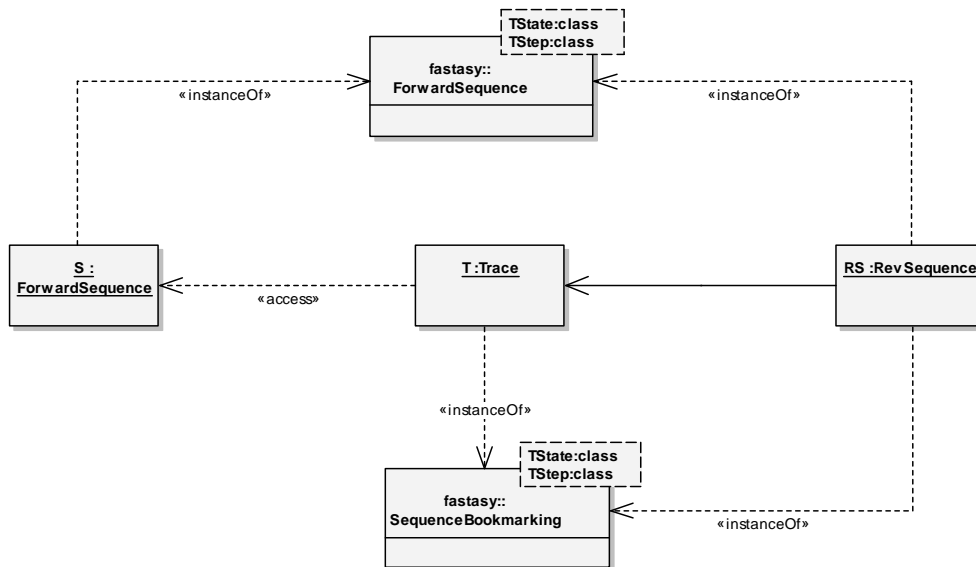 TState:class
TStep:class
fastasy::
ForwardSequence
«instanceOf»
«instanceOf»
S :
ForwardSequence
T :Trace
RS :RevSequence
«access»
«instanceOf»
TState:class
TStep:class
fastasy::
SequenceBookmarking
«instanceOf»